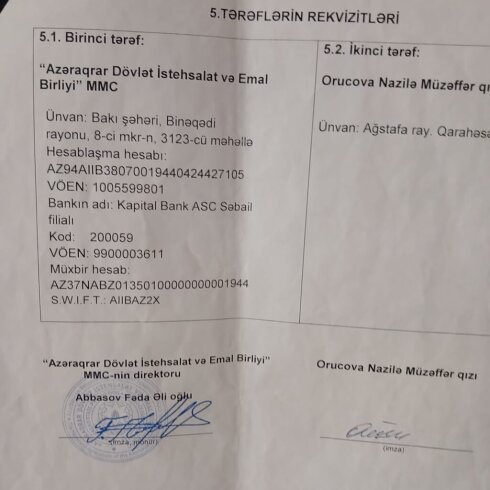 5.TƏRƏFLƏRİN REKVİZİTLƏRİ
5.1. Birinci tərəf:
“Azəraqrar Dövlət İstehsalat və Emal
Birliyi” MMC
Ünvan: Bakı şəhəri, Binəqədi
rayonu, 8-ci mkr-n, 3123-cü məhəllə
Hesablaşma hesabı:
AZ94AIIB38070019440424427105
VÖEN: 1005599801
Bankın adı: Kapital Bank ASC Səbail
filialı
Kod: 200059
VÖEN: 9900003611
Müxbir hesab:
AZ37NABZ01350100000000001944
S.W.I.F.T.: AIIBAZ2X
5.2. İkinci tərəf:
Orucova Nazilə Müzəffər qı
Ünvan: Ağstafa ray. Qarahəsə
“Azəraqrar Dövlət İstehsalat və Emal Birliyi”
MMC-nin direktoru
Abbasov Fəda Əli oğlu
(imza, möhür)
Orucova Nazilə Müzəffər qızı
(imza)